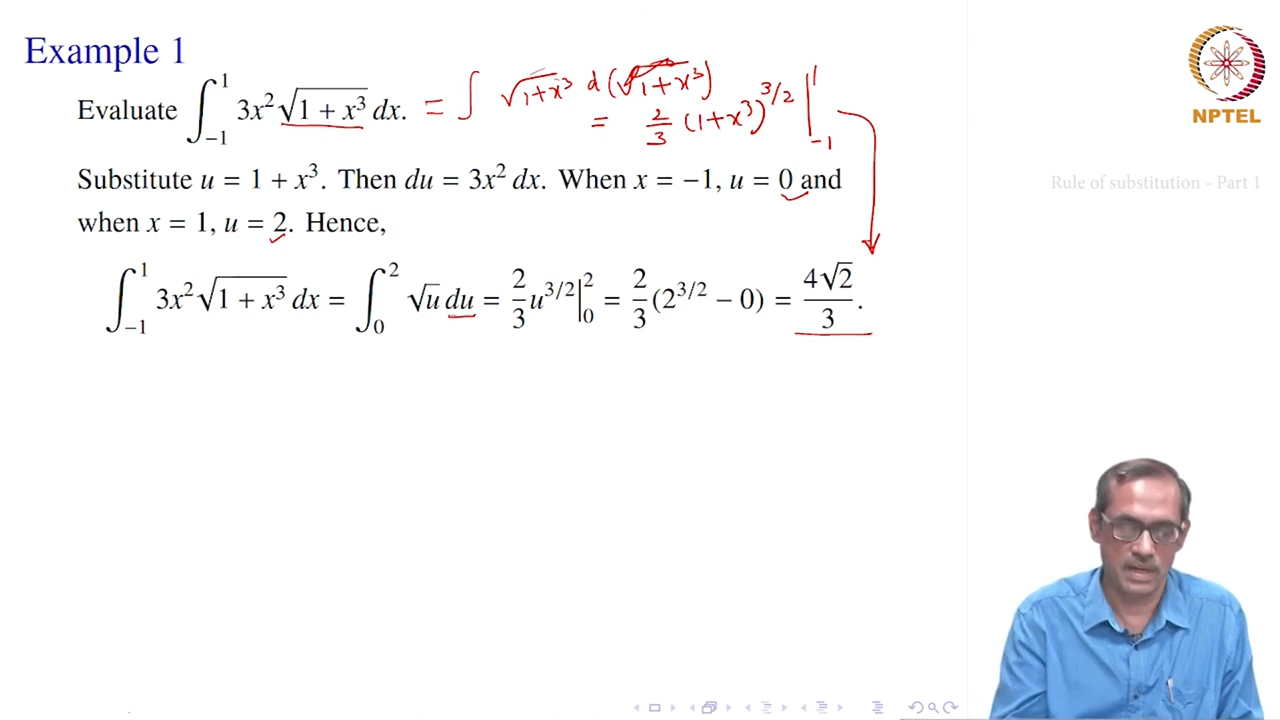 Example 1
Evaluate ∫_{-1}^{1} 3x²√(1 + x³) dx. = ∫ √(1+x³) d(√(1+x³))
= 2/3 (1+x³)^{3/2} |_{-1}^{1}
NPTEL
Substitute u = 1 + x³. Then du = 3x² dx. When x = −1, u = 0 and
when x = 1, u = 2. Hence,
∫_{-1}^{1} 3x²√(1 + x³) dx = ∫_{0}^{2} √u du = 2/3 u^{3/2}|_{0}^{2} = 2/3 (2^{3/2} − 0) = 4√2/3.
Rule of substitution - Part 1